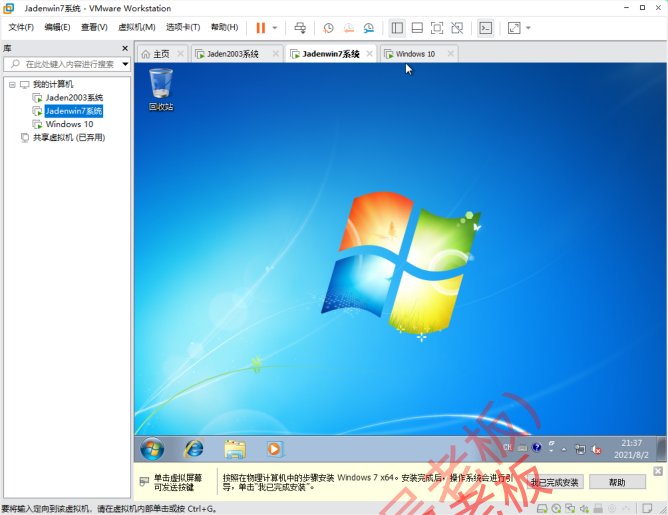 Jadenwin7系统 - VMware Workstation
文件(F) 编辑(E) 查看(V) 虚拟机(M) 选项卡(T) 帮助(H)
库
主页 Jaden2003系统 Jadenwin7系统 Windows 10
在此处键入内容进行搜索
我的计算机
Jaden2003系统
Jadenwin7系统
Windows 10
共享虚拟机 (已弃用)
回收站
CH
21:37
2021/8/2
单击虚拟屏幕
可发送按键
按照在物理计算机中的步骤安装 Windows 7 x64。安装完成后，操作系统会进行引
导，单击"我已完成安装"。
我已完成安装 帮助
要将输入定向到该虚拟机，请在虚拟机内部单击或按 Ctrl+G。
老板)
老板